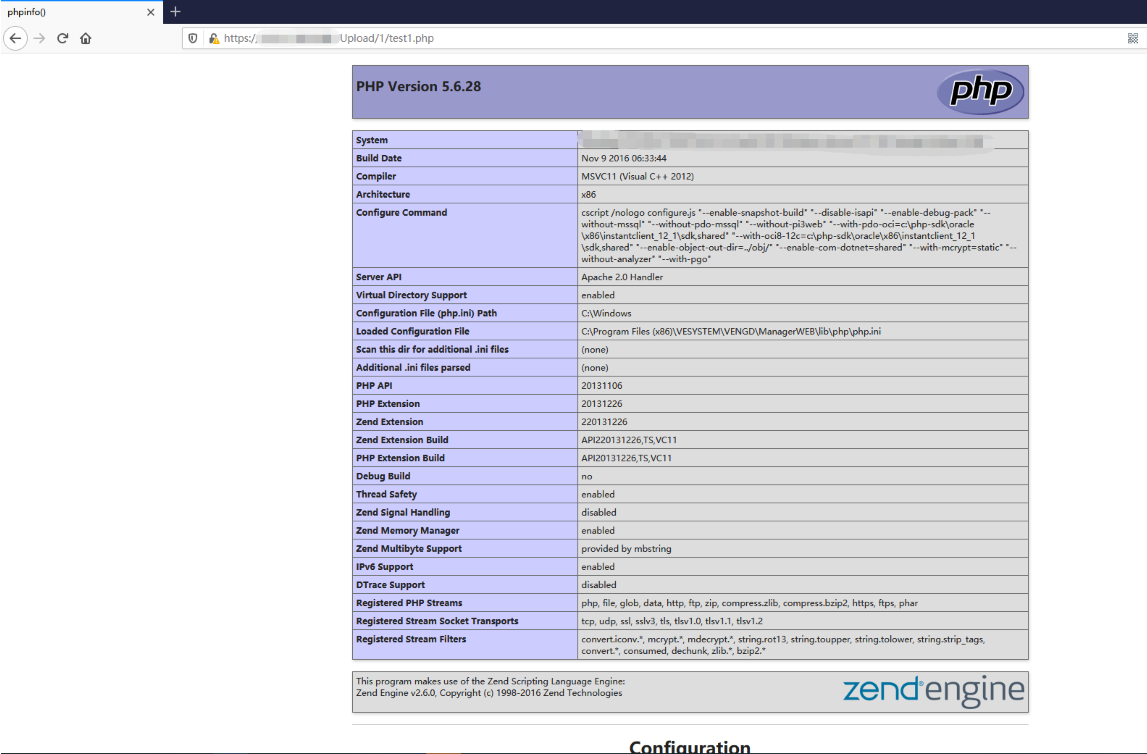 phpinfo()
https:/ Upload/1/test1.php
PHP Version 5.6.28
php
System
Build Date Nov 9 2016 06:33:44
Compiler MSVC11 (Visual C++ 2012)
Architecture x86
Configure Command cscript /nologo configure.js "--enable-snapshot-build" "--disable-isapi" "--enable-debug-pack" "--
without-mssql" "--without-pdo-mssql" "--without-pi3web" "--with-pdo-oci=c:\php-sdk\oracle
\x86\instantclient_12_1\sdk,shared" "--with-oci8-12c=c:\php-sdk\oracle\x86\instantclient_12_1
\sdk,shared" "--enable-object-out-dir=../obj/" "--enable-com-dotnet=shared" "--with-mcrypt=static" "--
without-analyzer" "--with-pgo"
Server API Apache 2.0 Handler
Virtual Directory Support enabled
Configuration File (php.ini) Path C:\Windows
Loaded Configuration File C:\Program Files (x86)\VESYSTEM\VENGD\ManagerWEB\lib\php\php.ini
Scan this dir for additional .ini files (none)
Additional .ini files parsed (none)
PHP API 20131106
PHP Extension 20131226
Zend Extension 220131226
Zend Extension Build API220131226,TS,VC11
PHP Extension Build API20131226,TS,VC11
Debug Build no
Thread Safety enabled
Zend Signal Handling disabled
Zend Memory Manager enabled
Zend Multibyte Support provided by mbstring
IPv6 Support enabled
DTrace Support disabled
Registered PHP Streams php, file, glob, data, http, ftp, zip, compress.zlib, compress.bzip2, https, ftps, phar
Registered Stream Socket Transports tcp, udp, ssl, sslv3, tls, tlsv1.0, tlsv1.1, tlsv1.2
Registered Stream Filters convert.iconv.*, mcrypt.*, mdecrypt.*, string.rot13, string.toupper, string.tolower, string.strip_tags,
convert.*, consumed, dechunk, zlib.*, bzip2.*
This program makes use of the Zend Scripting Language Engine:
Zend Engine v2.6.0, Copyright (c) 1998-2016 Zend Technologies
zend®engine
Configuration